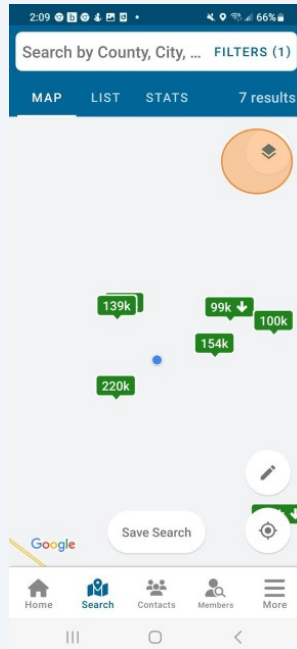 2:09 66%
Search by County, City, ... FILTERS (1)
MAP LIST STATS 7 results
139k
99k
100k
154k
220k
Save Search
Google
Home Search Contacts Members More